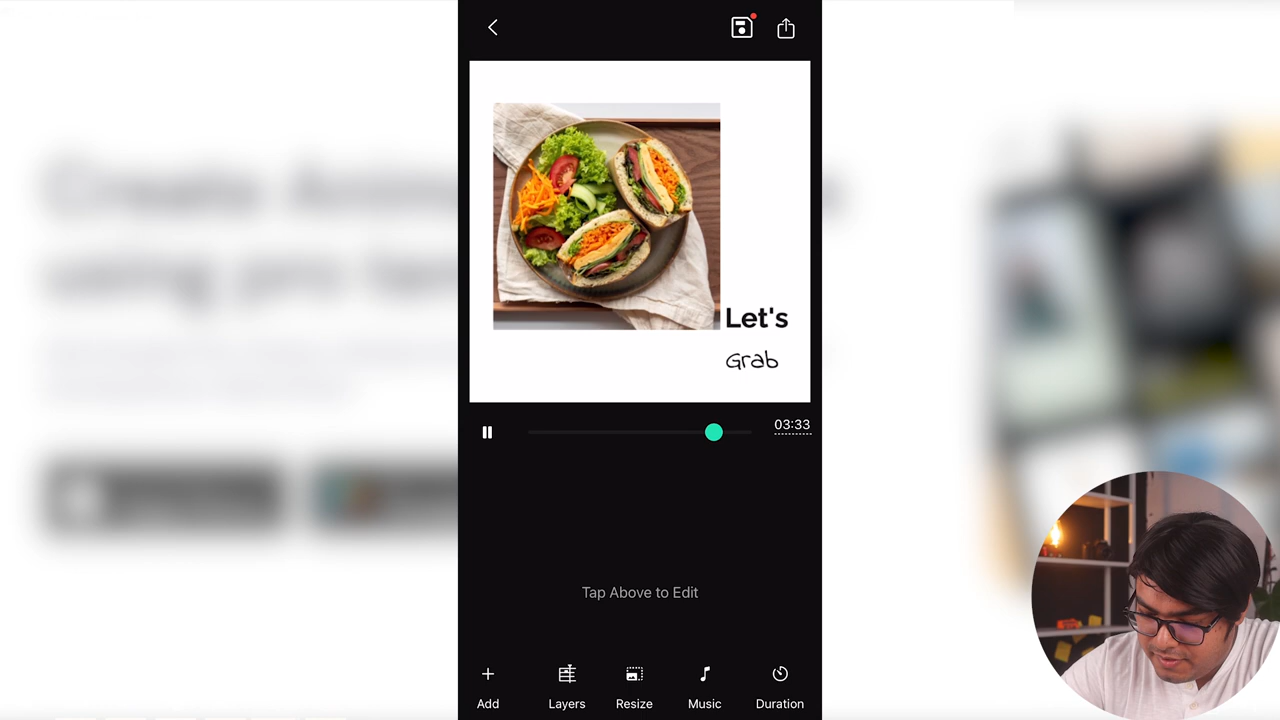 Let's
Grab
03:33
Tap Above to Edit
Add
Layers
Resize
Music
Duration